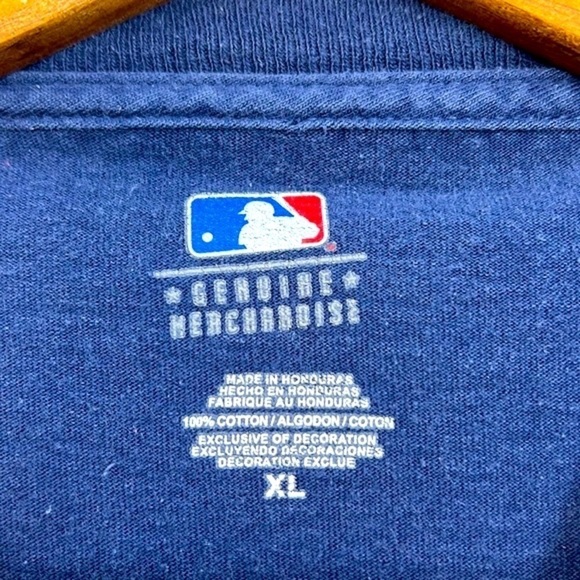 ★ GENUINE ★
MERCHANDISE
MADE IN HONDURAS
HECHO EN HONDURAS
FABRIQUE AU HONDURAS
100% COTTON / ALGODON / COTON
EXCLUSIVE OF DECORATION
EXCLUYENDO DECORACIONES
DECORATION EXCLUE
XL